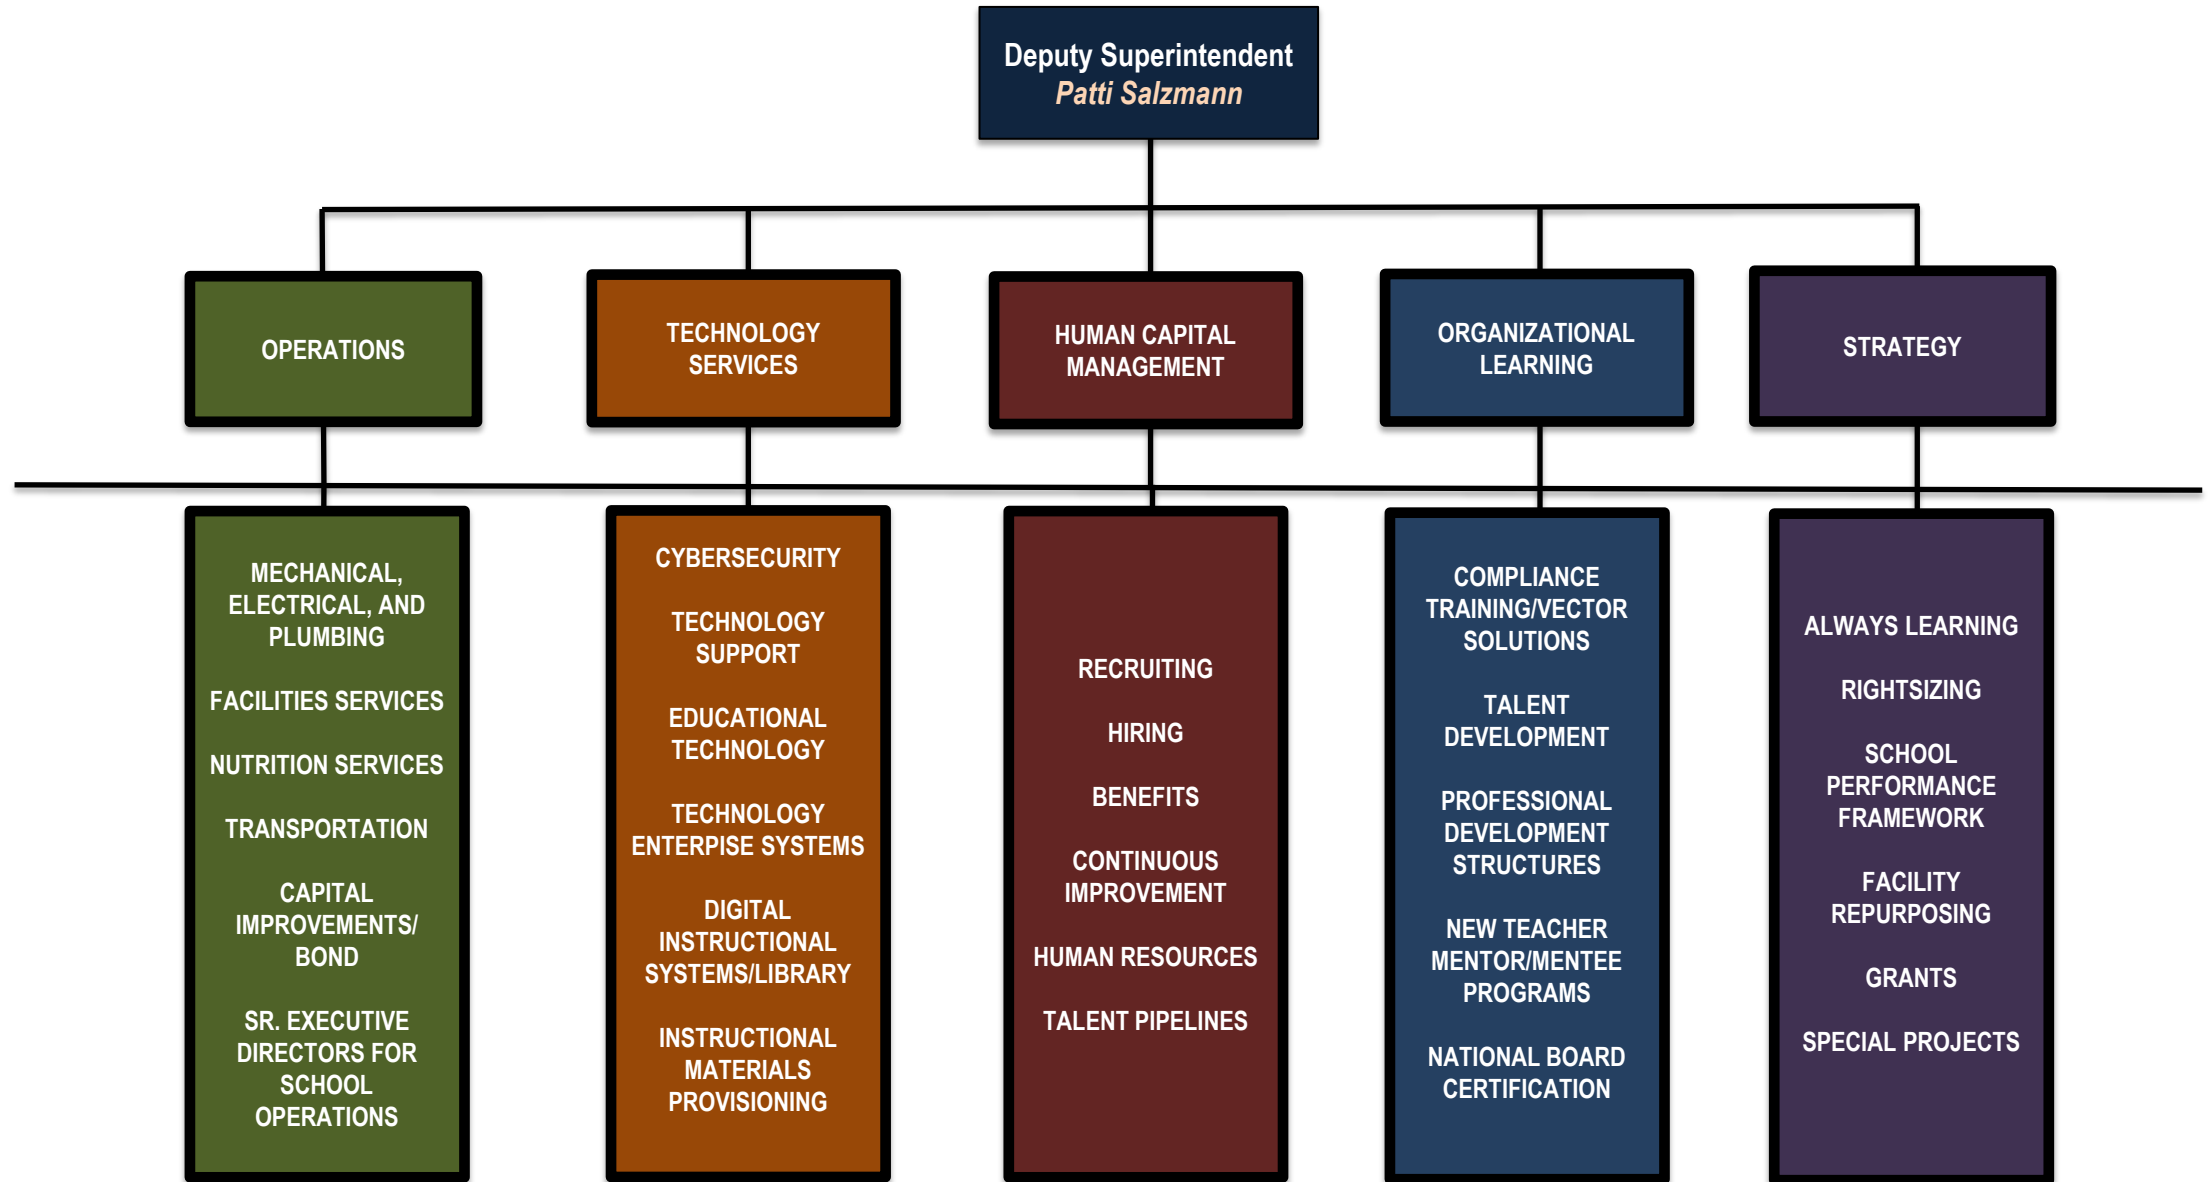 Deputy Superintendent
Patti Salzmann
OPERATIONS
TECHNOLOGY
SERVICES
HUMAN CAPITAL
MANAGEMENT
ORGANIZATIONAL
LEARNING
STRATEGY
MECHANICAL,
ELECTRICAL, AND
PLUMBING
FACILITIES SERVICES
NUTRITION SERVICES
TRANSPORTATION
CAPITAL
IMPROVEMENTS/
BOND
SR. EXECUTIVE
DIRECTORS FOR
SCHOOL
OPERATIONS
CYBERSECURITY
TECHNOLOGY
SUPPORT
EDUCATIONAL
TECHNOLOGY
TECHNOLOGY
ENTERPISE SYSTEMS
DIGITAL
INSTRUCTIONAL
SYSTEMS/LIBRARY
INSTRUCTIONAL
MATERIALS
PROVISIONING
RECRUITING
HIRING
BENEFITS
CONTINUOUS
IMPROVEMENT
HUMAN RESOURCES
TALENT PIPELINES
COMPLIANCE
TRAINING/VECTOR
SOLUTIONS
TALENT
DEVELOPMENT
PROFESSIONAL
DEVELOPMENT
STRUCTURES
NEW TEACHER
MENTOR/MENTEE
PROGRAMS
NATIONAL BOARD
CERTIFICATION
ALWAYS LEARNING
RIGHTSIZING
SCHOOL
PERFORMANCE
FRAMEWORK
FACILITY
REPURPOSING
GRANTS
SPECIAL PROJECTS